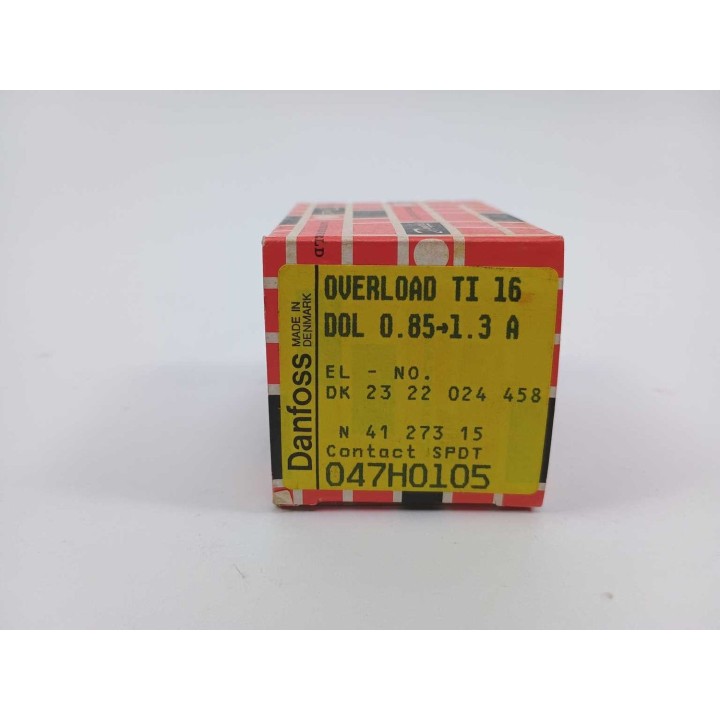 OVERLOAD TI 16
DOL 0.85→1.3 A
EL - NO.
DK 23 22 024 458
N 41 273 15
Contact SPDT
047H0105
Danfoss
MADE IN
DENMARK